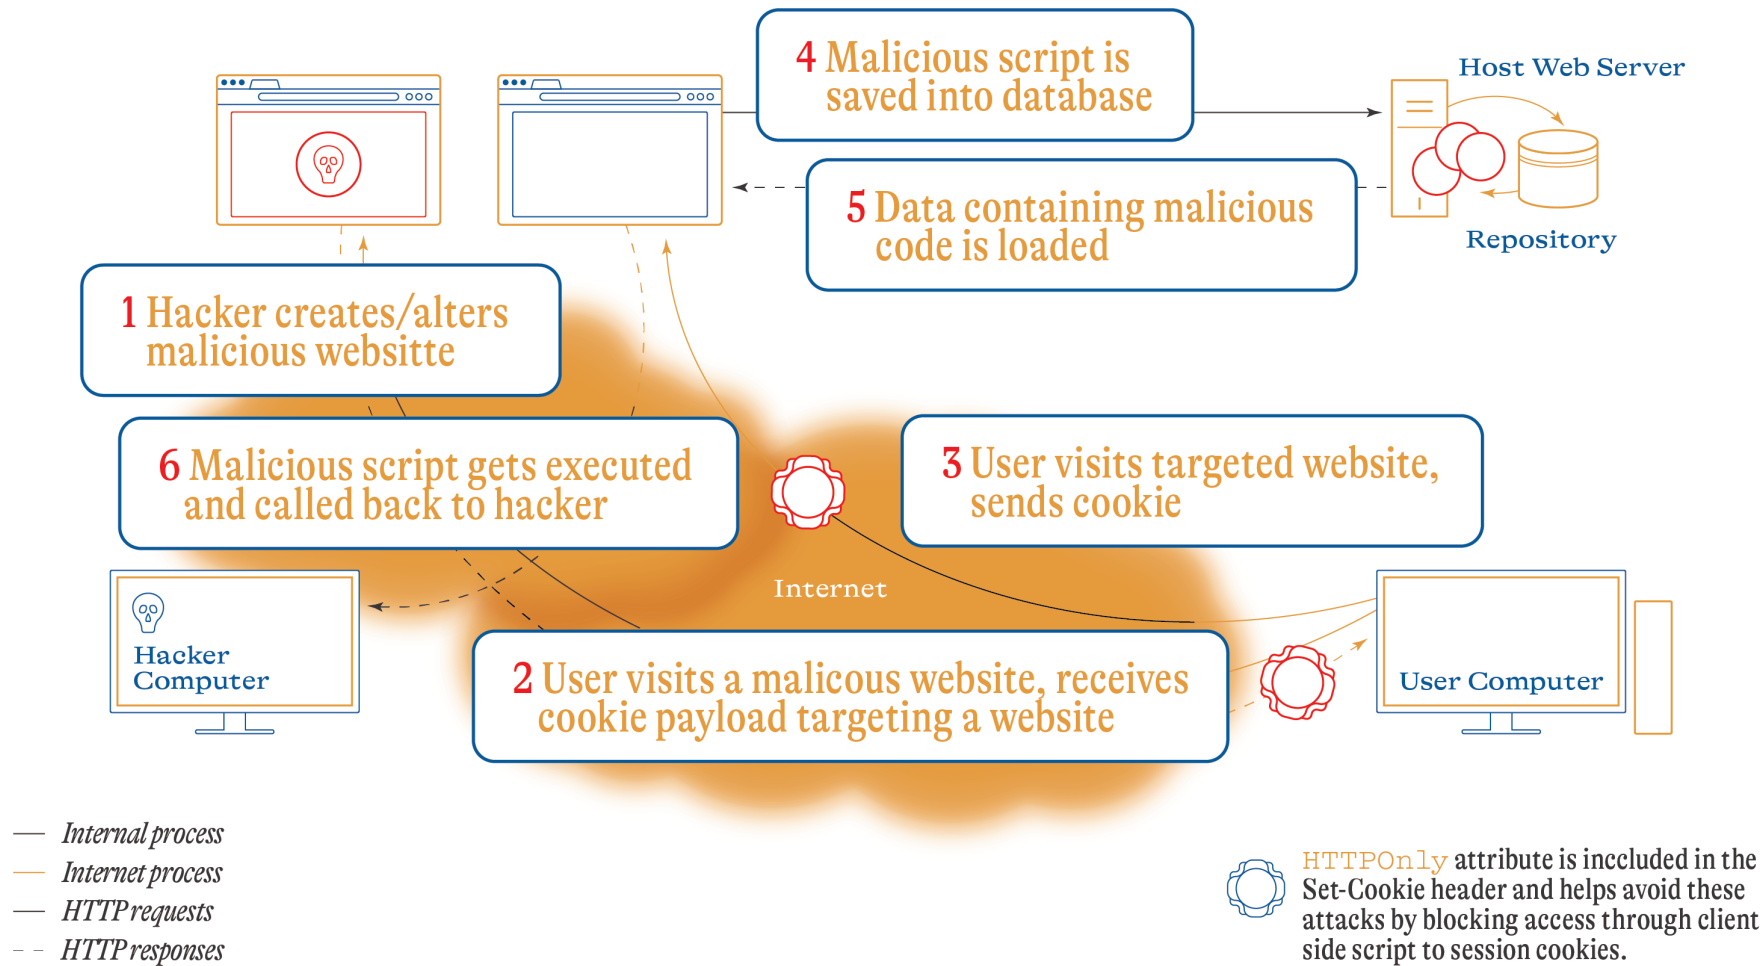 4 Malicious script is
saved into database
Host Web Server
5 Data containing malicious
code is loaded
Repository
1 Hacker creates/alters
malicious websitte
6 Malicious script gets executed
and called back to hacker
3 User visits targeted website,
sends cookie
Internet
Hacker
Computer
2 User visits a malicous website, receives
cookie payload targeting a website
User Computer
Internal process
Internet process
HTTP requests
HTTP responses
HTTPOnly attribute is inccluded in the
Set-Cookie header and helps avoid these
attacks by blocking access through client
side script to session cookies.